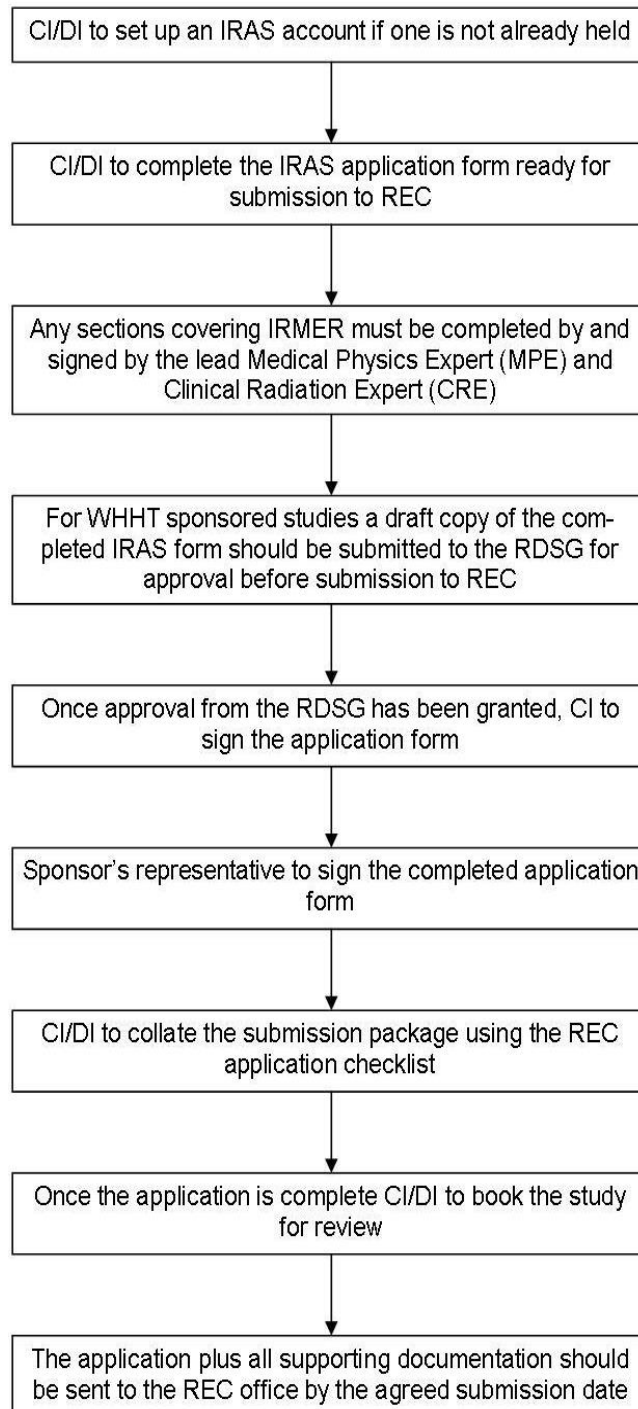 CI/DI to set up an IRAS account if one is not already held
CI/DI to complete the IRAS application form ready for
submission to REC
Any sections covering IRMER must be completed by and
signed by the lead Medical Physics Expert (MPE) and
Clinical Radiation Expert (CRE)
For WHHT sponsored studies a draft copy of the com-
pleted IRAS form should be submitted to the RDSG for
approval before submission to REC
Once approval from the RDSG has been granted, CI to
sign the application form
Sponsor's representative to sign the completed application
form
CI/DI to collate the submission package using the REC
application checklist
Once the application is complete CI/DI to book the study
for review
The application plus all supporting documentation should
be sent to the REC office by the agreed submission date